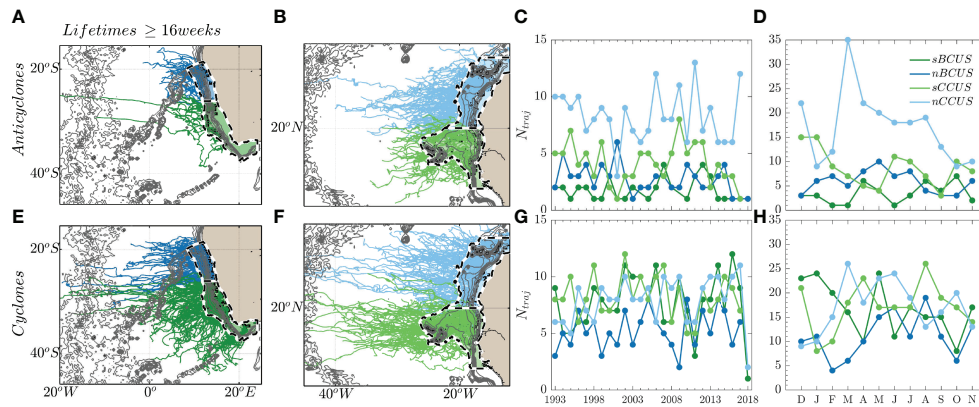 A
B
C
D
Lifetimes ≥ 16weeks
Anticyclones
20°S
30°S
40°S
20°N
N_traj
15
10
5
0
35
30
25
20
15
10
5
0
sBCUS
nBCUS
sCCUS
nCCUS
E
F
G
H
Cyclones
20°S
30°S
40°S
20°W
0°
20°E
20°N
40°W
20°W
N_traj
15
10
5
0
1993
1998
2003
2008
2013
2018
35
30
25
20
15
10
5
0
D J F M A M J J A S O N